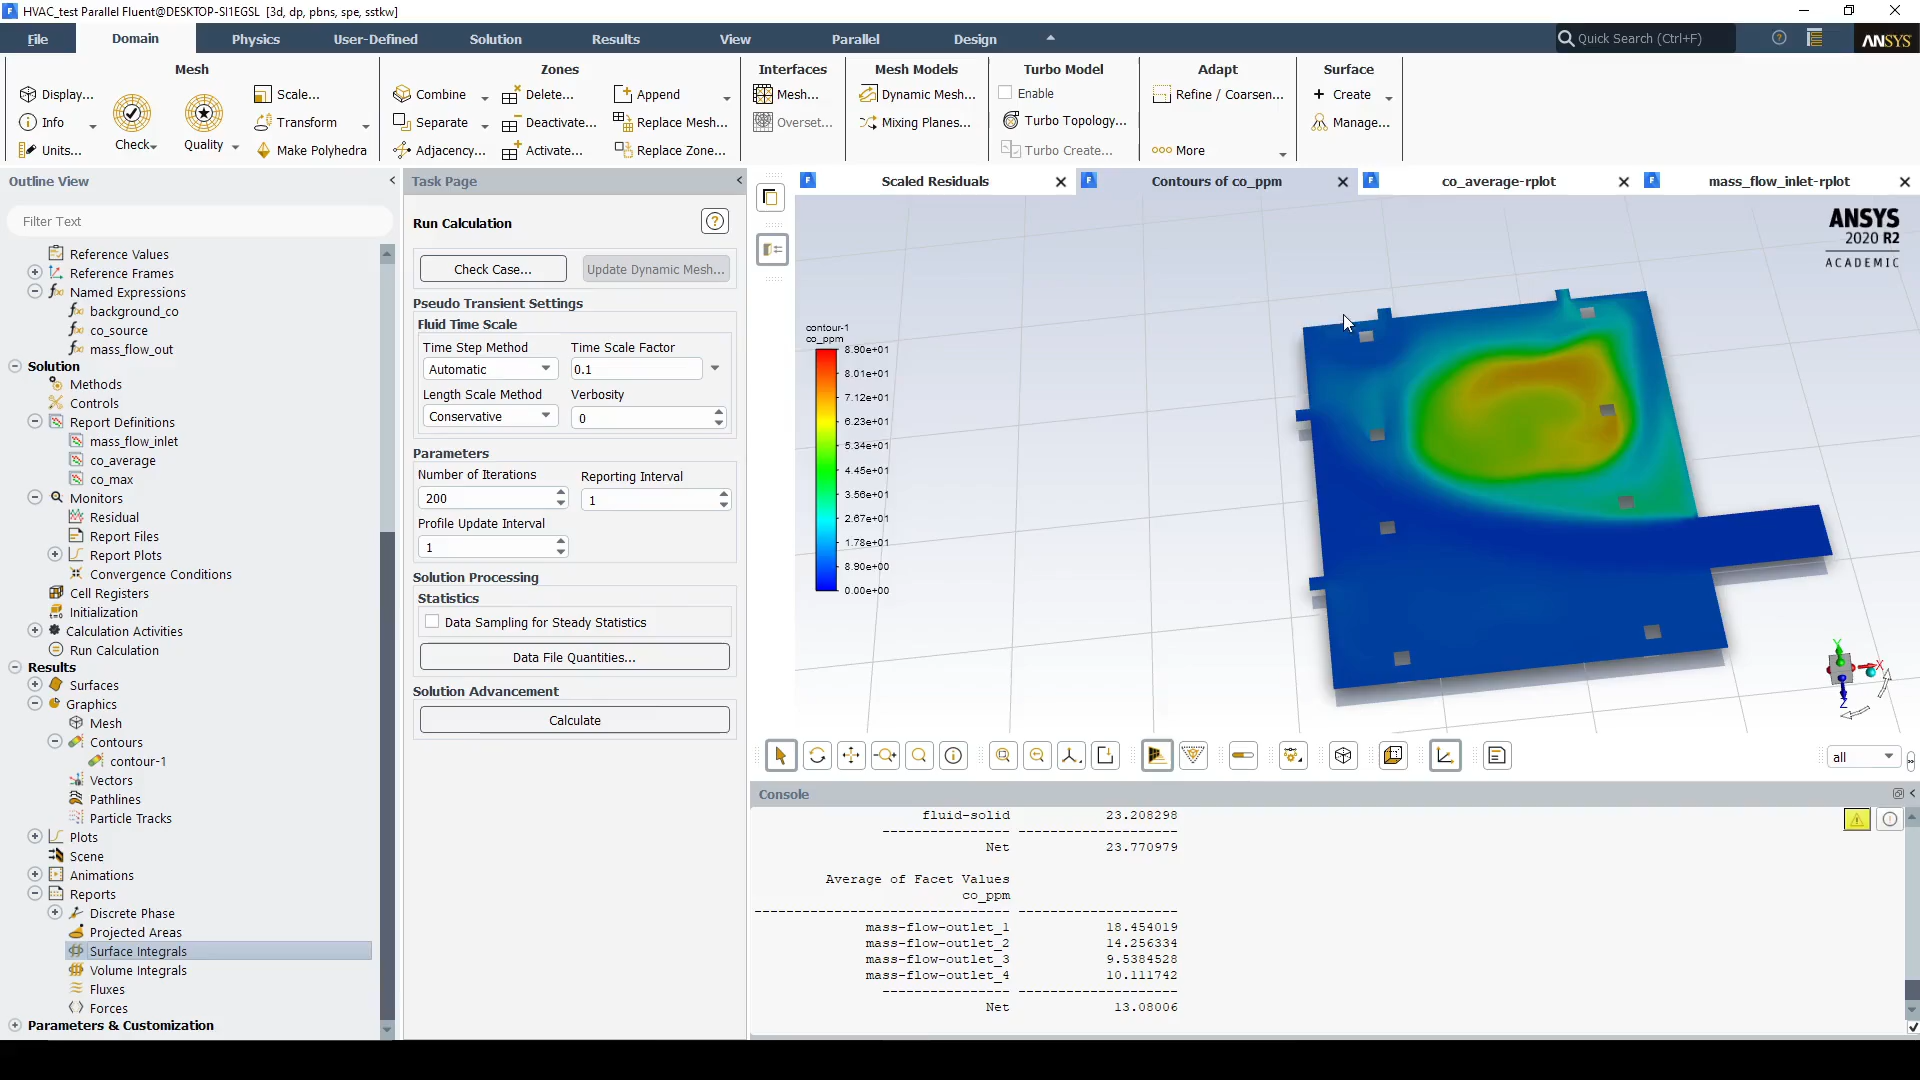 HVAC_test Parallel Fluent@DESKTOP-SI1EGSL [3d, dp, pbns, spe, sstkw]
File Domain Physics User-Defined Solution Results View Parallel Design Quick Search (Ctrl+F) ANSYS
Mesh Zones Interfaces Mesh Models Turbo Model Adapt Surface
Display... Scale... Combine Delete... Append Mesh... Dynamic Mesh... Enable Refine / Coarsen... Create
Info Transform Separate Deactivate... Replace Mesh... Overset... Mixing Planes... Turbo Topology... Manage...
Check Quality
Units... Make Polyhedra Adjacency... Activate... Replace Zone... Turbo Create... More
Outline View
Filter Text
Reference Values
Reference Frames
Named Expressions
background_co
co_source
mass_flow_out
Solution
Methods
Controls
Report Definitions
mass_flow_inlet
co_average
co_max
Monitors
Residual
Report Files
Report Plots
Convergence Conditions
Cell Registers
Initialization
Calculation Activities
Run Calculation
Results
Surfaces
Graphics
Mesh
Contours
contour-1
Vectors
Pathlines
Particle Tracks
Plots
Scene
Animations
Reports
Discrete Phase
Projected Areas
Surface Integrals
Volume Integrals
Fluxes
Forces
Parameters & Customization
Task Page
Run Calculation
Check Case... Update Dynamic Mesh...
Pseudo Transient Settings
Fluid Time Scale
Time Step Method Time Scale Factor
Automatic 0.1
Length Scale Method Verbosity
Conservative 0
Parameters
Number of Iterations Reporting Interval
200 1
Profile Update Interval
1
Solution Processing
Statistics
Data Sampling for Steady Statistics
Data File Quantities...
Solution Advancement
Calculate
Scaled Residuals Contours of co_ppm co_average-rplot mass_flow_inlet-rplot
ANSYS
2020 R2
ACADEMIC
contour-1
co_ppm
8.90e+01
8.01e+01
7.12e+01
6.23e+01
5.34e+01
4.45e+01
3.56e+01
2.67e+01
1.78e+01
8.90e+00
0.00e+00
Y
X
Z
all
Console
fluid-solid 23.208298
---------------- --------------------
Net 23.770979
Average of Facet Values
co_ppm
-------------------------------- --------------------
mass-flow-outlet_1 18.454019
mass-flow-outlet_2 14.256334
mass-flow-outlet_3 9.5384528
mass-flow-outlet_4 10.111742
---------------- --------------------
Net 13.08006